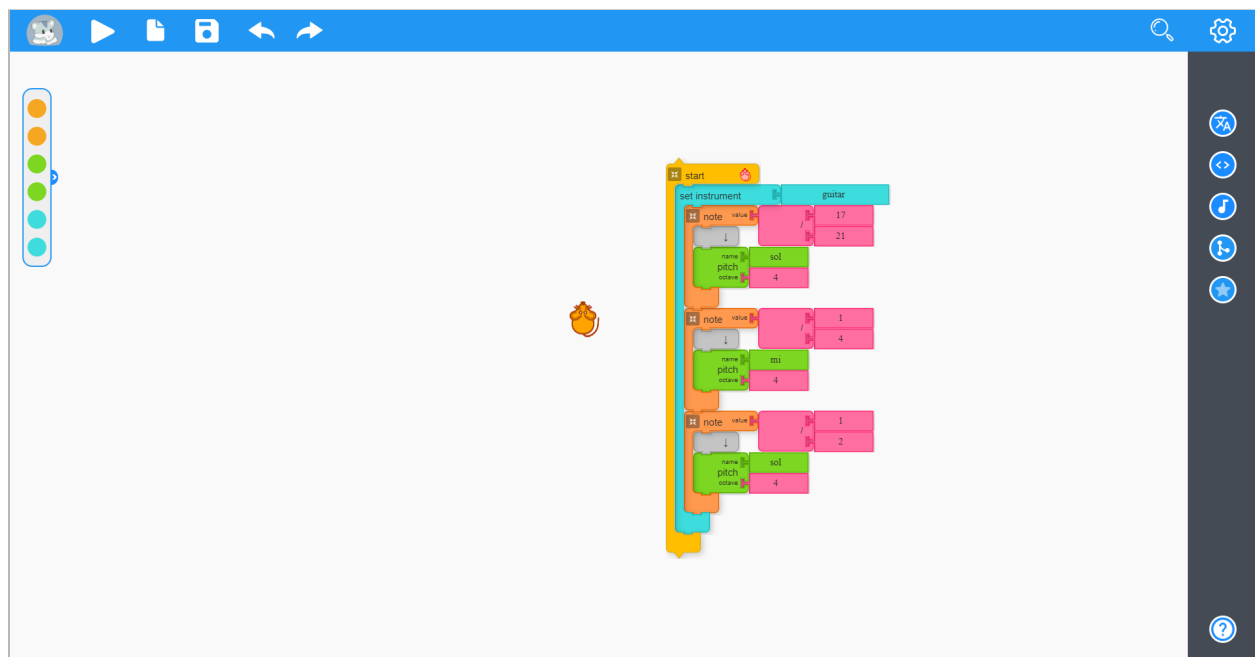 start
set instrument guitar
note value / 17
21
↓
name sol
pitch
octave 4
note value / 1
4
↓
name mi
pitch
octave 4
note value / 1
2
↓
name sol
pitch
octave 4